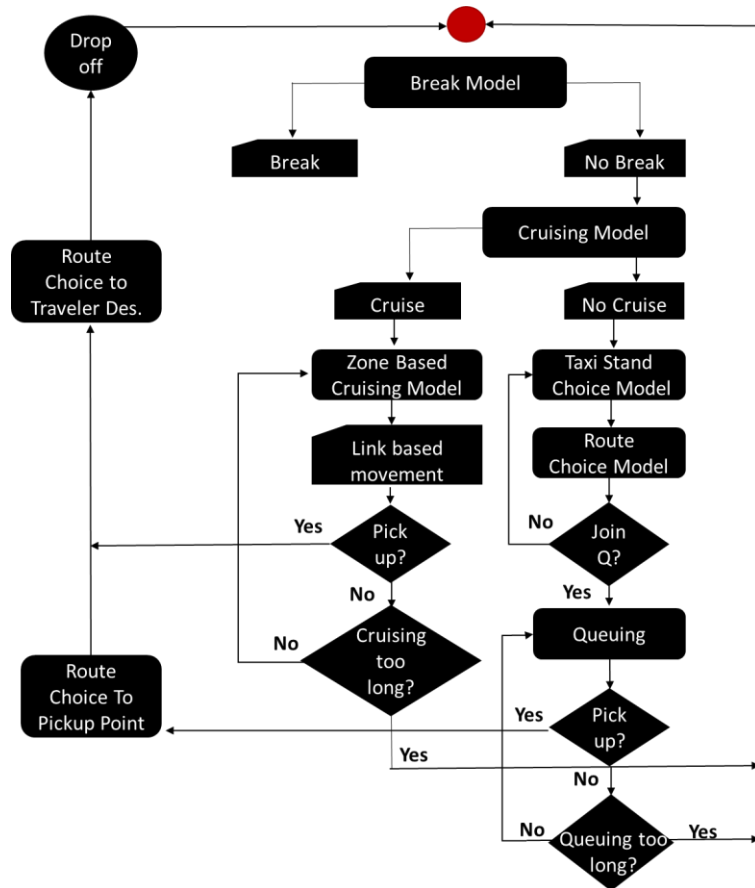 Drop
off
Break Model
Break
No Break
Cruising Model
Route
Choice to
Traveler Des.
Cruise
No Cruise
Zone Based
Cruising Model
Taxi Stand
Choice Model
Link based
movement
Route
Choice Model
Yes
Pick
up?
No
Join
Q?
No
Yes
No
Cruising
too
long?
Queuing
Route
Choice To
Pickup Point
Yes
Pick
up?
Yes
No
No
Queuing too
long?
Yes